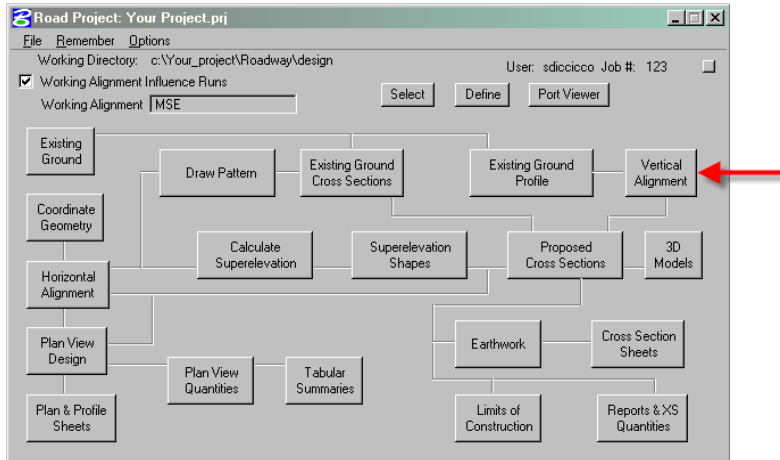 Road Project: Your Project.prj
File Remember Options
Working Directory: c:\Your_project\Roadway\design
User: sdiccicco Job #: 123
Working Alignment Influence Runs
Working Alignment MSE
Select Define Port Viewer
Existing
Ground
Draw Pattern
Existing Ground
Cross Sections
Existing Ground
Profile
Vertical
Alignment
Coordinate
Geometry
Calculate
Superelevation
Superelevation
Shapes
Proposed
Cross Sections
3D
Models
Horizontal
Alignment
Plan View
Design
Plan View
Quantities
Tabular
Summaries
Earthwork
Cross Section
Sheets
Plan & Profile
Sheets
Limits of
Construction
Reports & XS
Quantities